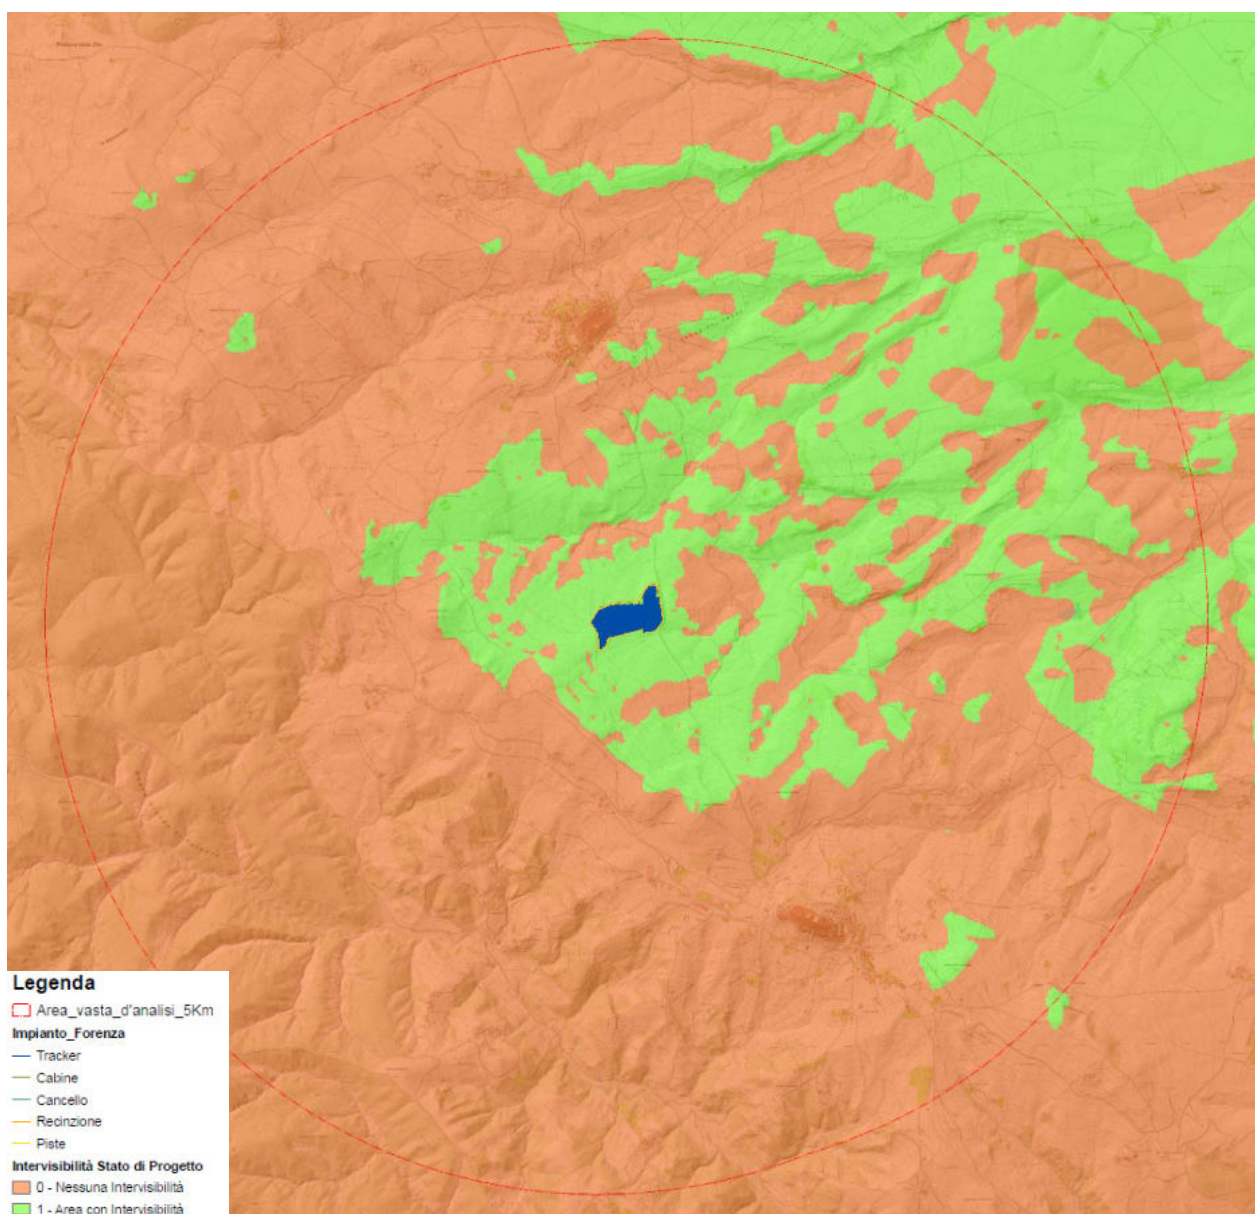 Legenda
Area_vasta_d'analisi_5Km
Impianto_Forenza
Tracker
Cabine
Cancello
Recinzione
Piste
Intervisibilità Stato di Progetto
0 - Nessuna Intervisibilità
1 - Area con Intervisibilità